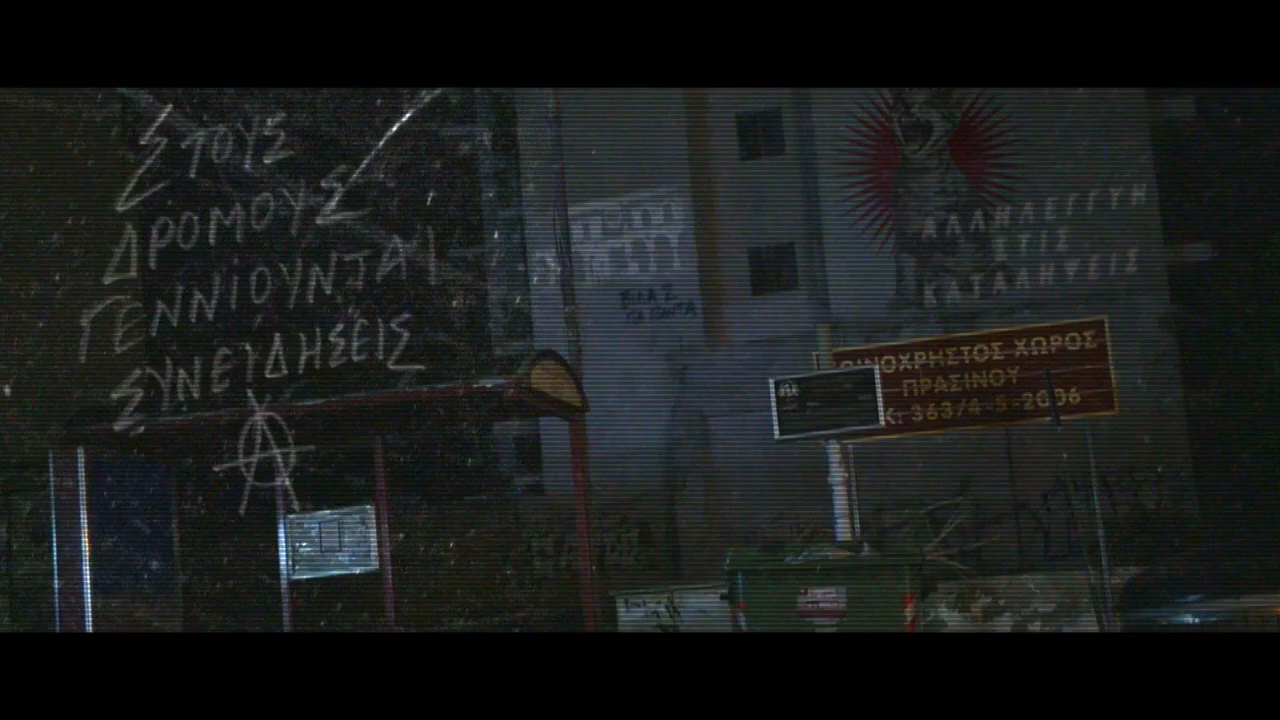 ΣΤΟΥΣ
ΔΡΟΜΟΥΣ
ΓΕΝΝΙΟΥΝΤΑΙ
ΣΥΝΕΙΔΗΣΕΙΣ
ΑΛΛΗΛΕΓΓΥΗ
ΣΤΙΣ
ΚΑΤΑΛΗΨΕΙΣ
ΚΟΙΝΟΧΡΗΣΤΟΣ ΧΩΡΟΣ
ΠΡΑΣΙΝΟΥ
Κ: 363/4-5-2006